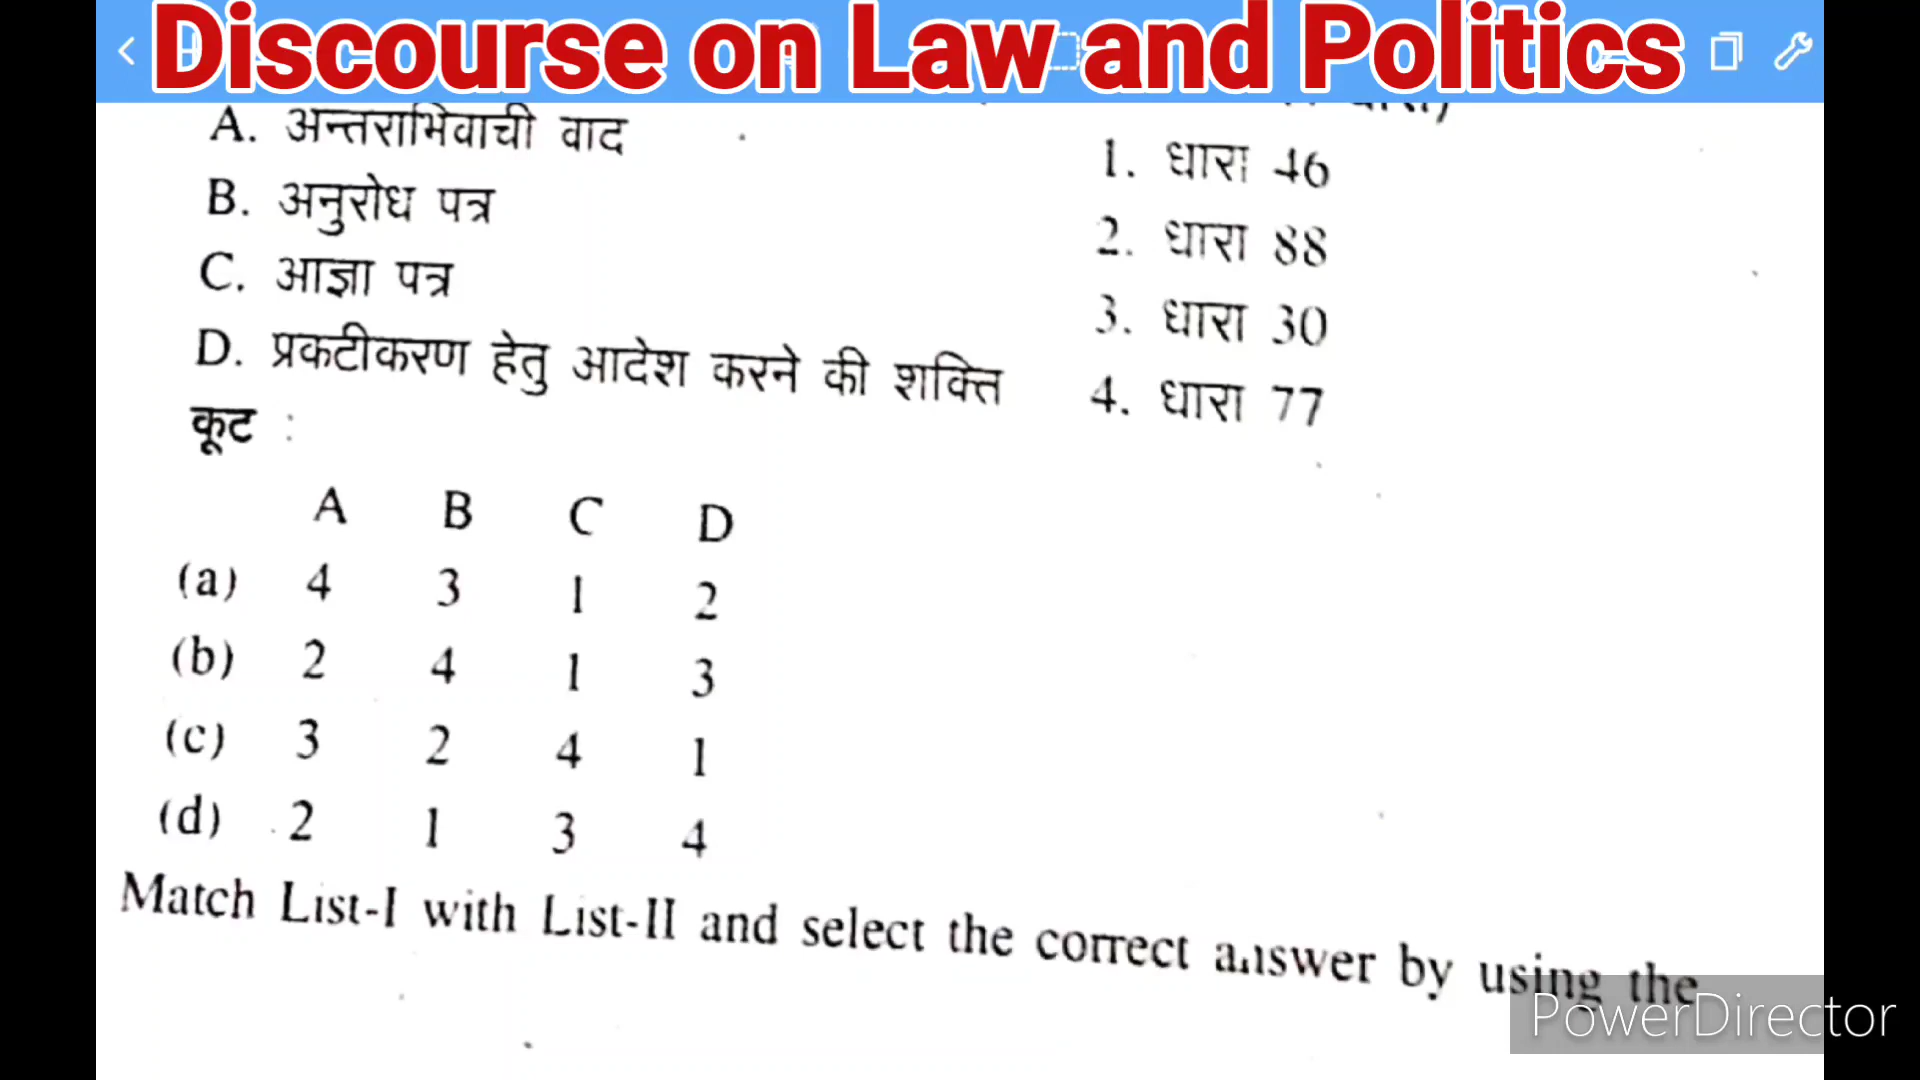 Discourse on Law and Politics
A. अन्तराभिवाची वाद
B. अनुरोध पत्र
C. आज्ञा पत्र
D. प्रकटीकरण हेतु आदेश करने की शक्ति
1. धारा 46
2. धारा 88
3. धारा 30
4. धारा 77
कूट :
A B C D
(a) 4 3 1 2
(b) 2 4 1 3
(c) 3 2 4 1
(d) 2 1 3 4
Match List-I with List-II and select the correct answer by using the
PowerDirector